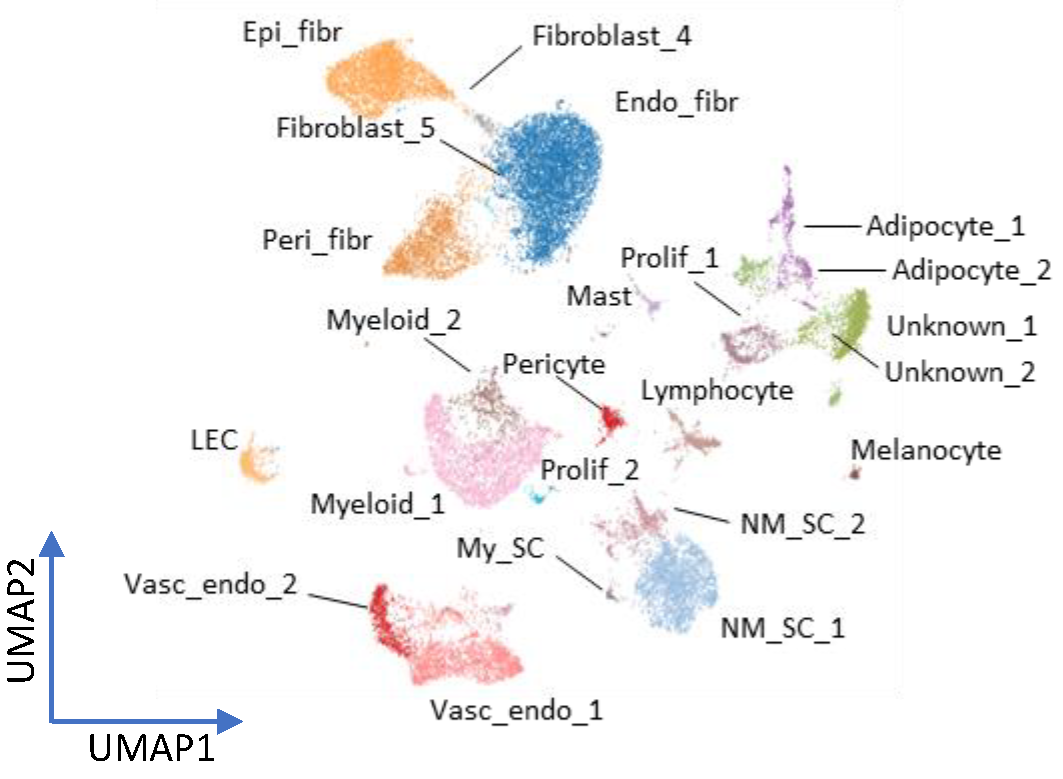 Epi_fibr
Fibroblast_4
Endo_fibr
Fibroblast_5
Peri_fibr
Adipocyte_1
Prolif_1
Adipocyte_2
Mast
Myeloid_2
Unknown_1
Pericyte
Unknown_2
Lymphocyte
LEC
Melanocyte
Prolif_2
Myeloid_1
NM_SC_2
My_SC
Vasc_endo_2
NM_SC_1
Vasc_endo_1
UMAP2
UMAP1